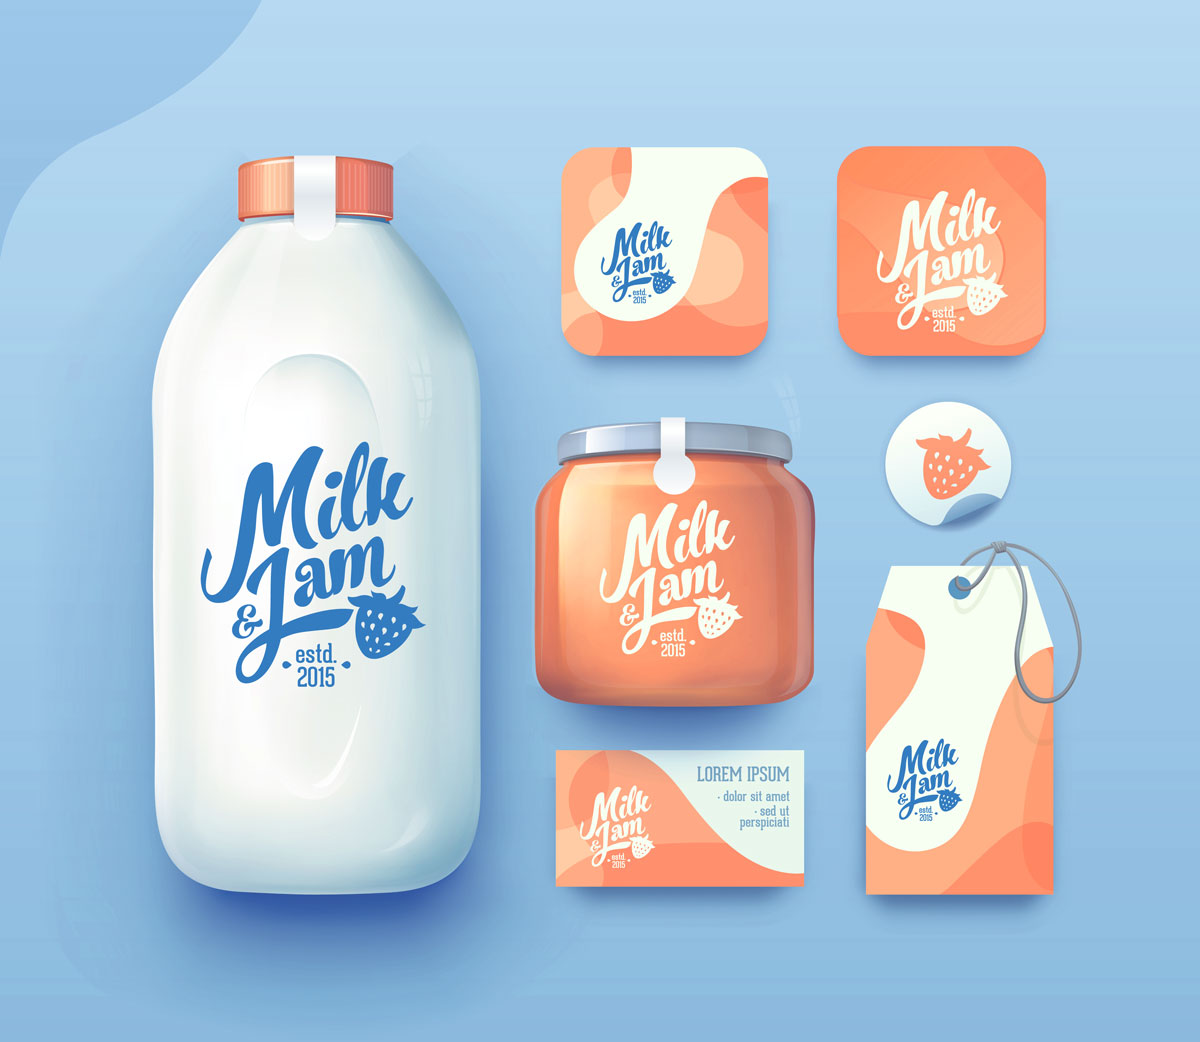 Milk
& Jam
estd.
2015
Milk
& Jam
estd.
2015
Milk
& Jam
estd.
2015
Milk
& Jam
estd.
2015
Milk
& Jam
estd.
2015
LOREM IPSUM
· dolor sit amet
· sed ut
perspiciati
Milk
& Jam
estd.
2015